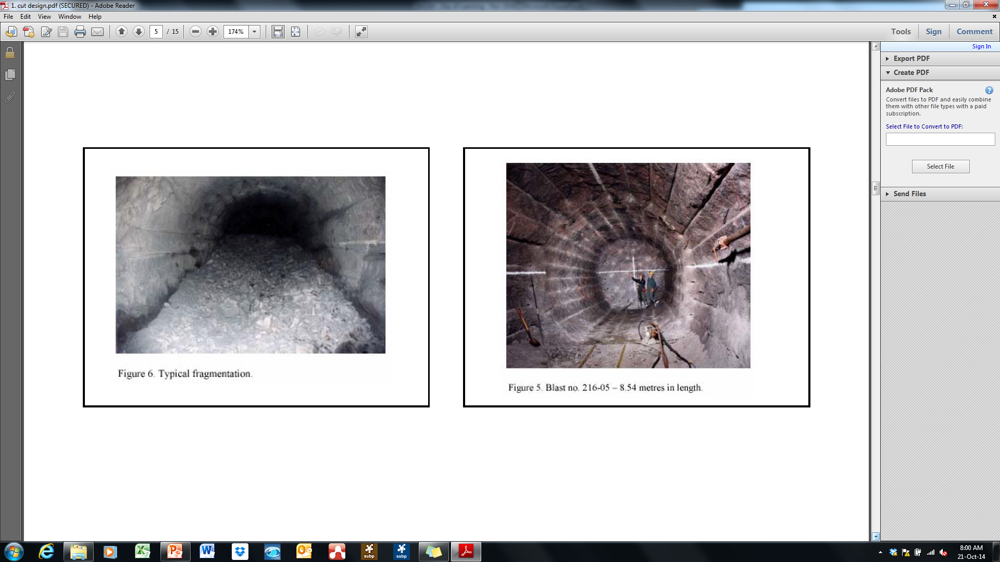 1. cut design.pdf (SECURED) - Adobe Reader
File Edit View Window Help
5 / 15 174% Tools Sign Comment
Sign In
Export PDF
Create PDF
Adobe PDF Pack
Convert files to PDF and easily combine
them with other file types with a paid
subscription.
Select File to Convert to PDF:
Select File
Send Files
Figure 6. Typical fragmentation.
Figure 5. Blast no. 216-05 – 8.54 metres in length.
subp
ssbp
8:00 AM
21-Oct-14